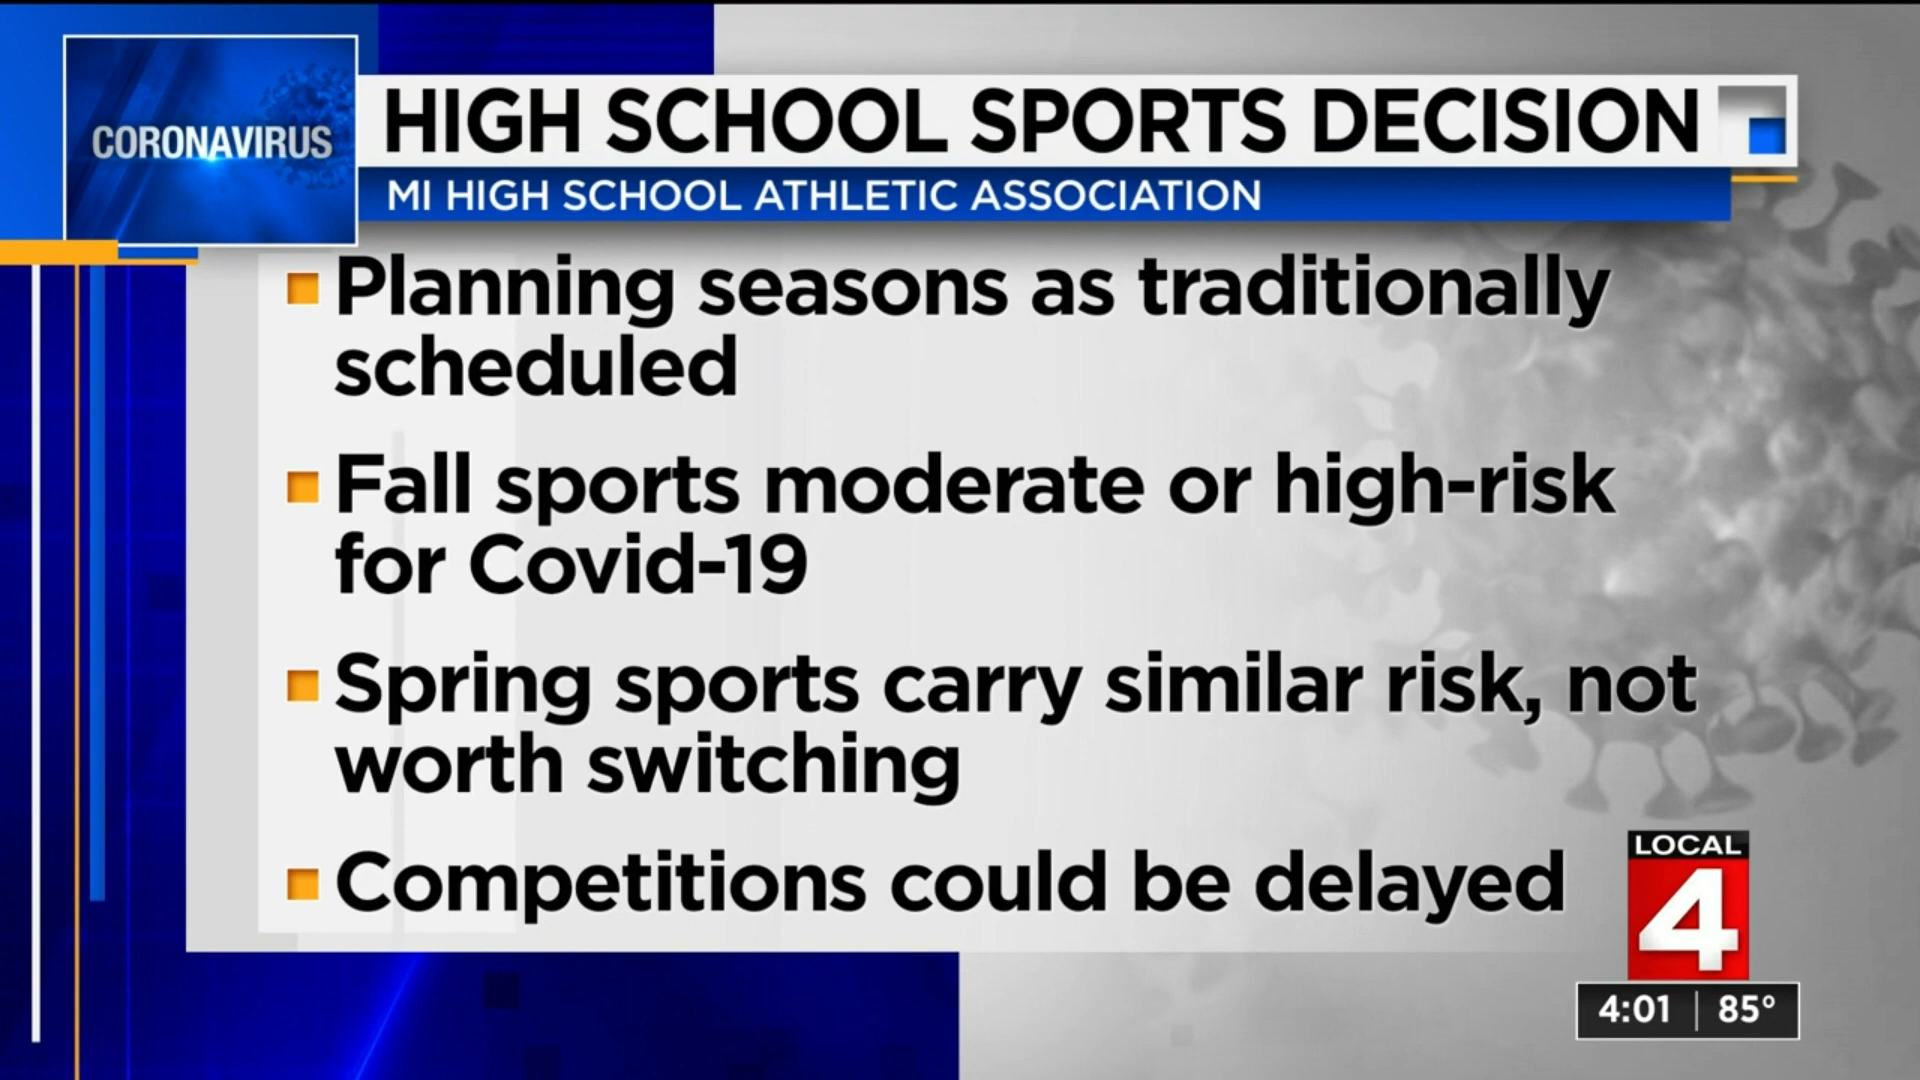 CORONAVIRUS
HIGH SCHOOL SPORTS DECISION
MI HIGH SCHOOL ATHLETIC ASSOCIATION
Planning seasons as traditionally
scheduled
Fall sports moderate or high-risk
for Covid-19
Spring sports carry similar risk, not
worth switching
Competitions could be delayed
LOCAL
4
4:01 85°